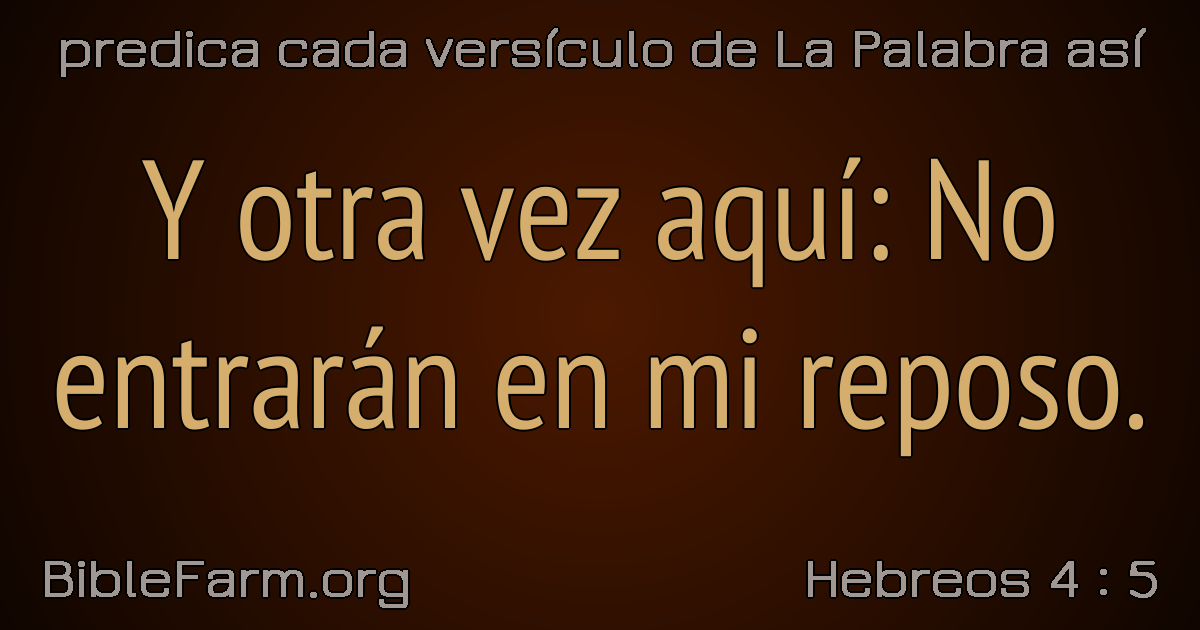 predica cada versículo de La Palabra así
Y otra vez aquí: No
entrarán en mi reposo.
BibleFarm.org
Hebreos 4 : 5